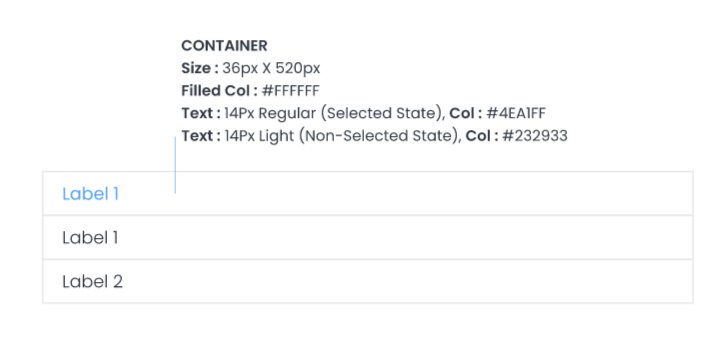 CONTAINER
Size : 36px X 520px
Filled Col : #FFFFFF
Text : 14Px Regular (Selected State), Col : #4EA1FF
Text : 14Px Light (Non-Selected State), Col : #232933
Label 1
Label 1
Label 2